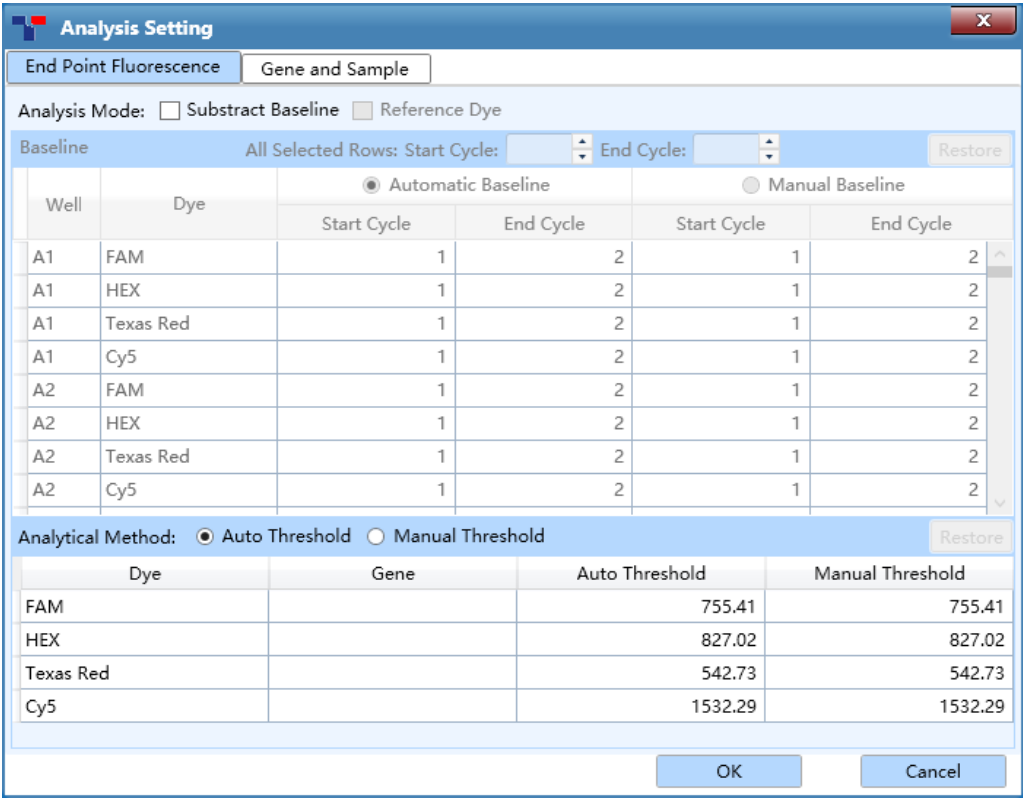 Analysis Setting
x
End Point Fluorescence Gene and Sample
Analysis Mode: Substract Baseline Reference Dye
Baseline All Selected Rows: Start Cycle: End Cycle: Restore
Well Dye Automatic Baseline Manual Baseline
Start Cycle End Cycle Start Cycle End Cycle
A1 FAM 1 2 1 2
A1 HEX 1 2 1 2
A1 Texas Red 1 2 1 2
A1 Cy5 1 2 1 2
A2 FAM 1 2 1 2
A2 HEX 1 2 1 2
A2 Texas Red 1 2 1 2
A2 Cy5 1 2 1 2
Analytical Method: Auto Threshold Manual Threshold Restore
Dye Gene Auto Threshold Manual Threshold
FAM 755.41 755.41
HEX 827.02 827.02
Texas Red 542.73 542.73
Cy5 1532.29 1532.29
OK Cancel